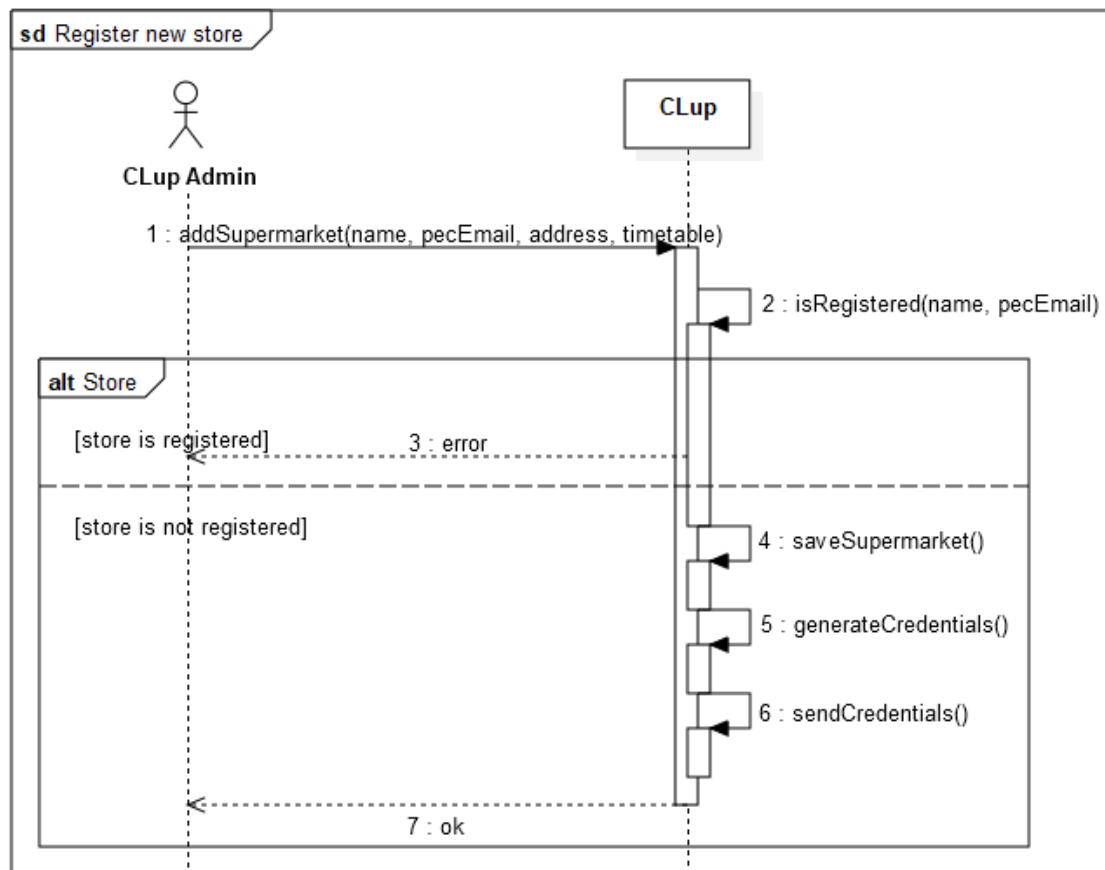 sd Register new store
CLup
CLup Admin
1 : addSupermarket(name, pecEmail, address, timetable)
2 : isRegistered(name, pecEmail)
alt Store
[store is registered]
3 : error
[store is not registered]
4 : saveSupermarket()
5 : generateCredentials()
6 : sendCredentials()
7 : ok